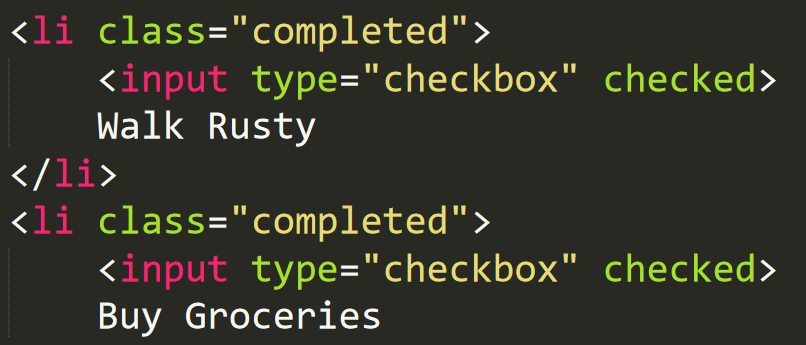 <li class="completed">
    <input type="checkbox" checked>
    Walk Rusty
</li>
<li class="completed">
    <input type="checkbox" checked>
    Buy Groceries